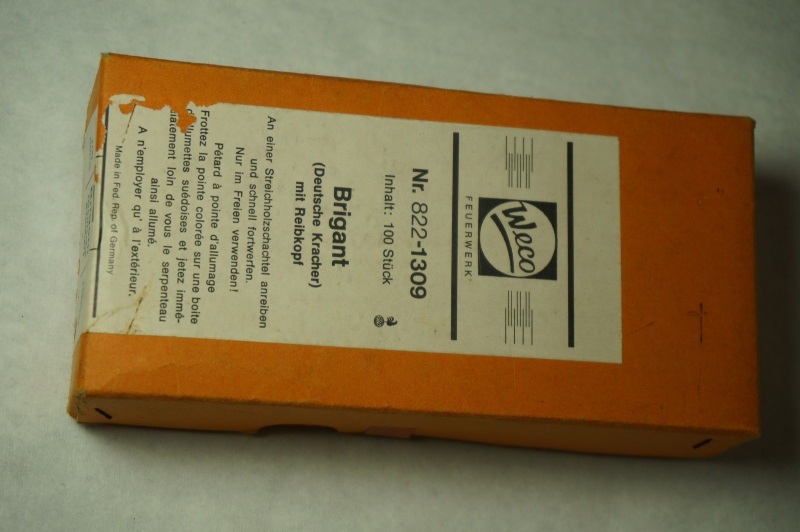 Weco
FEUERWERK
Nr. 822-1309
Inhalt: 100 Stück
Brigant
(Deutsche Kracher)
mit Reibkopf
An einer Streichholzschachtel anreiben
und schnell fortwerfen.
Nur im Freien verwenden!
Pétard à pointe d'allumage
Frottez la pointe colorée sur une boite
d'allumettes suédoises et jetez immé-
diatement loin de vous le serpenteau
ainsi allumé.
A n'employer qu' à l'extérieur.
Made in Fed. Rep. of Germany